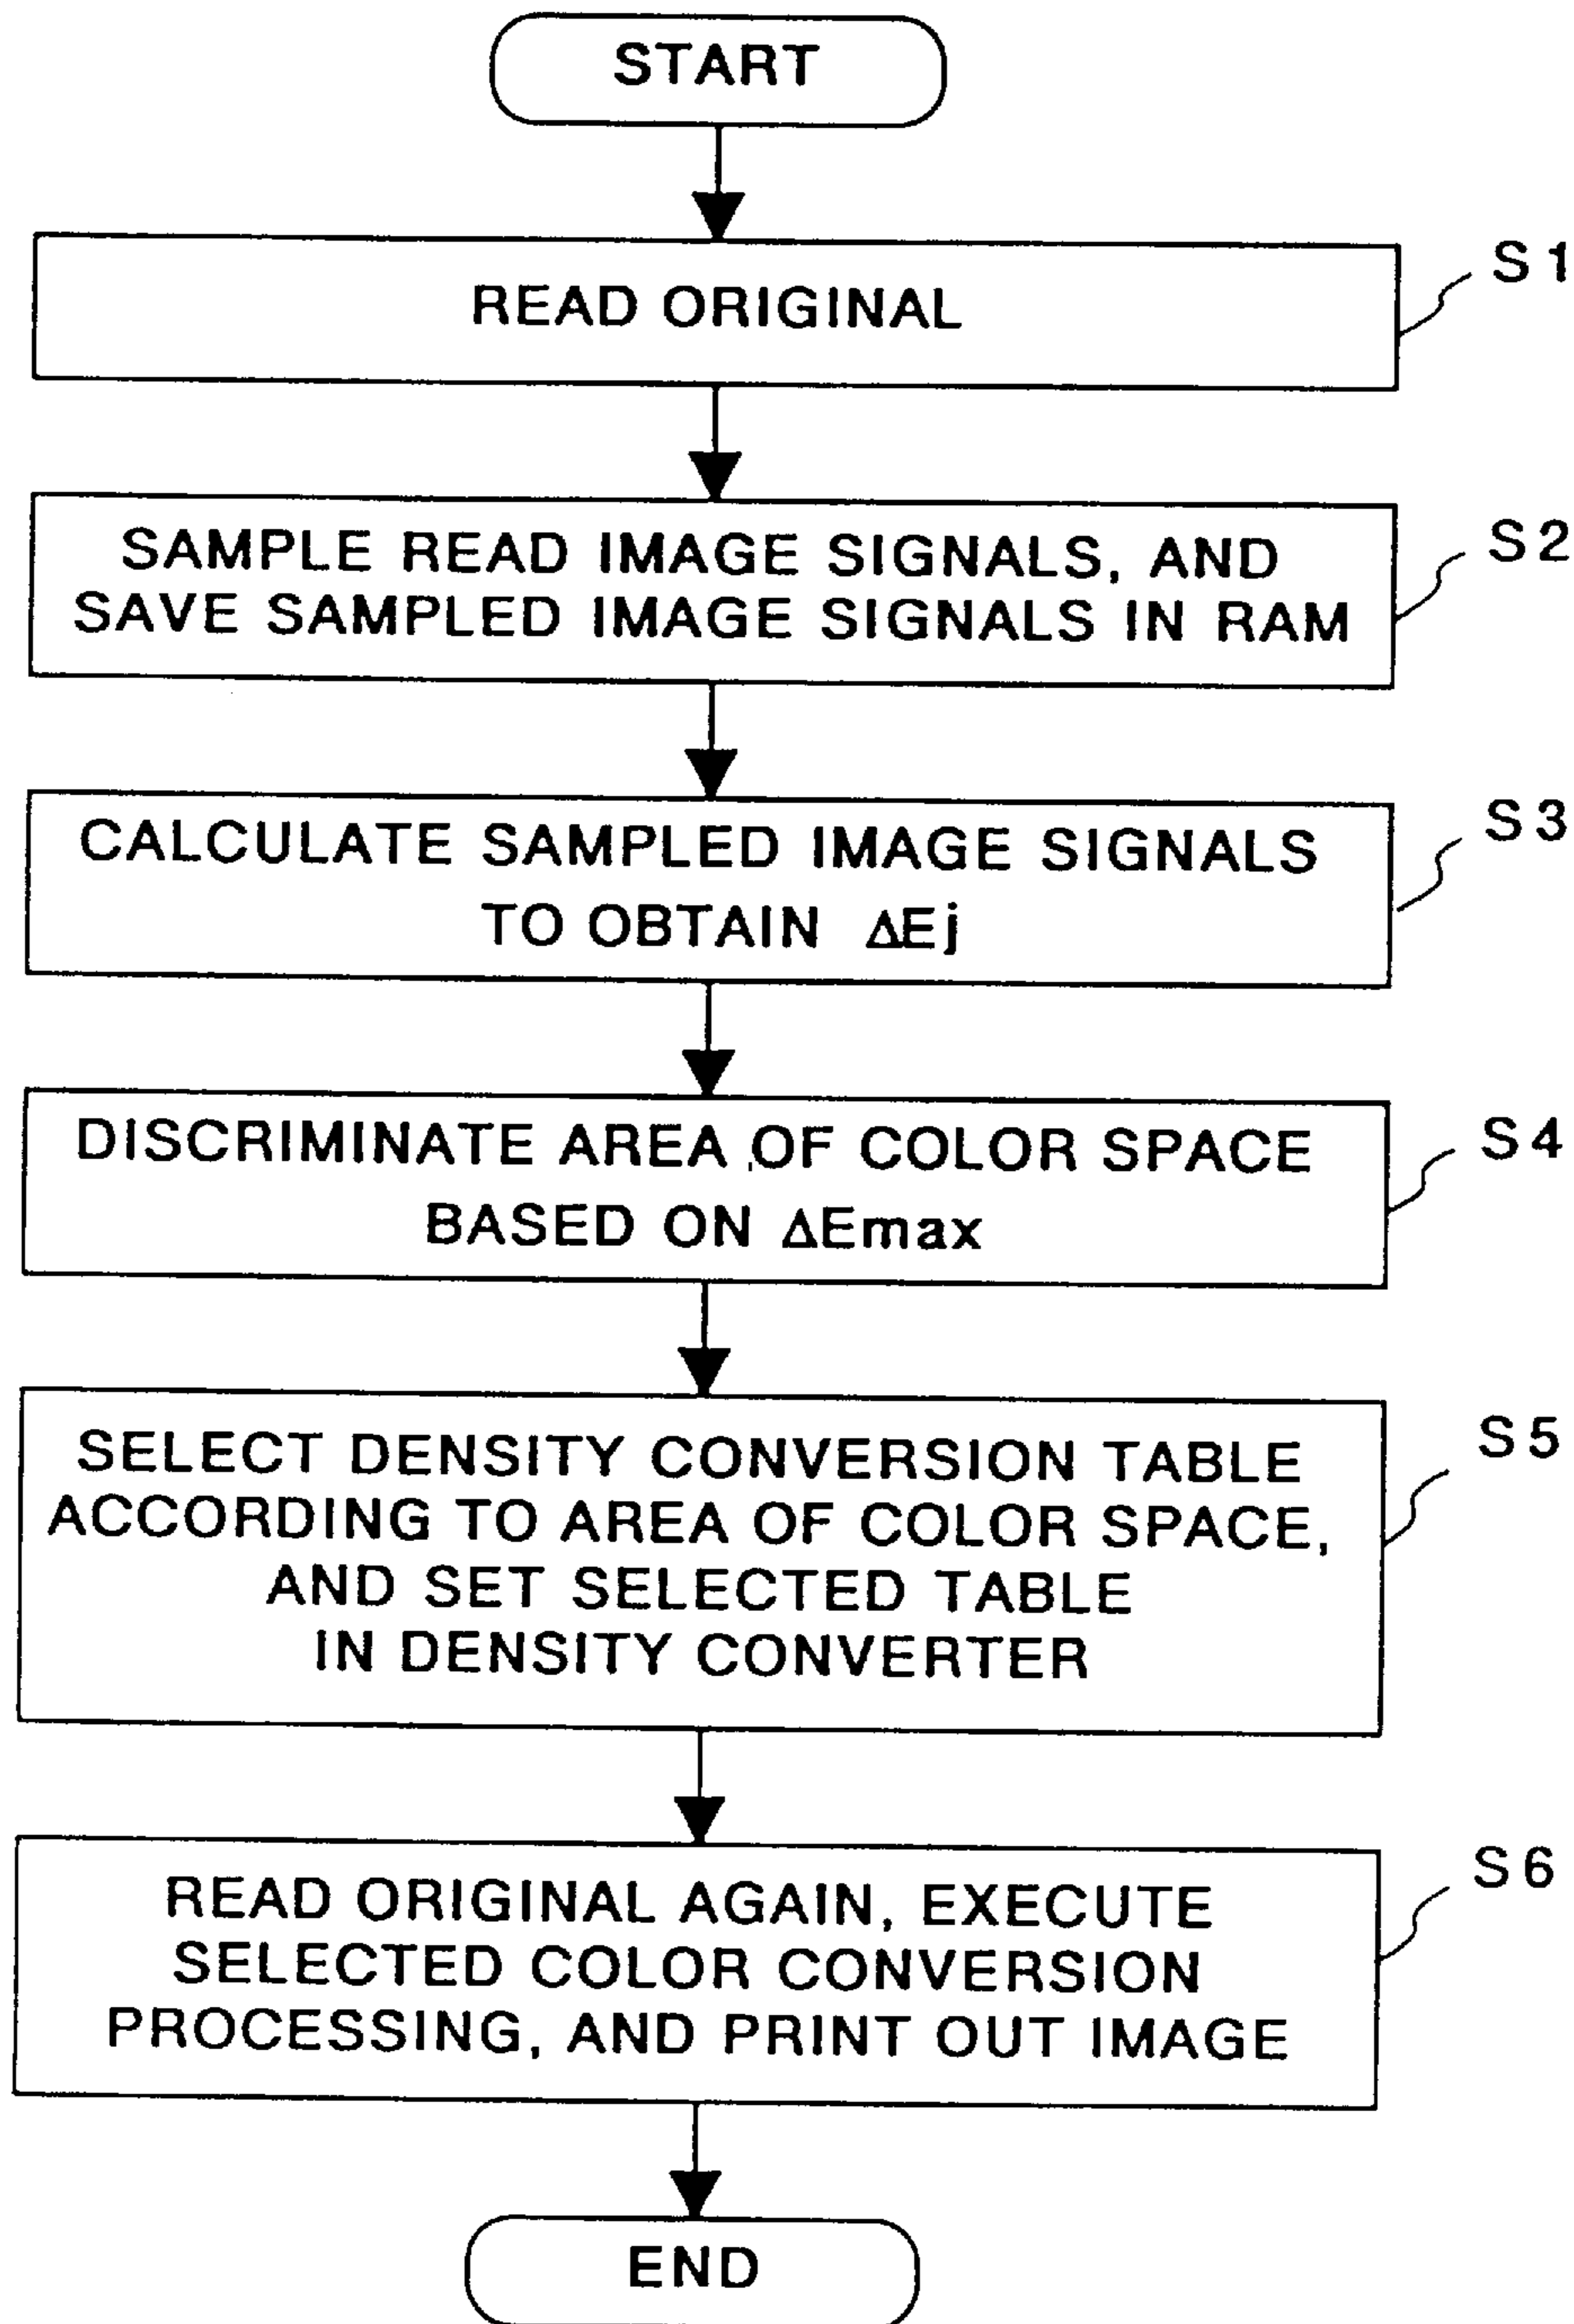 START
READ ORIGINAL
S1
SAMPLE READ IMAGE SIGNALS, AND
SAVE SAMPLED IMAGE SIGNALS IN RAM
S2
CALCULATE SAMPLED IMAGE SIGNALS
TO OBTAIN ΔEj
S3
DISCRIMINATE AREA OF COLOR SPACE
BASED ON ΔEmax
S4
SELECT DENSITY CONVERSION TABLE
ACCORDING TO AREA OF COLOR SPACE,
AND SET SELECTED TABLE
IN DENSITY CONVERTER
S5
READ ORIGINAL AGAIN, EXECUTE
SELECTED COLOR CONVERSION
PROCESSING, AND PRINT OUT IMAGE
S6
END